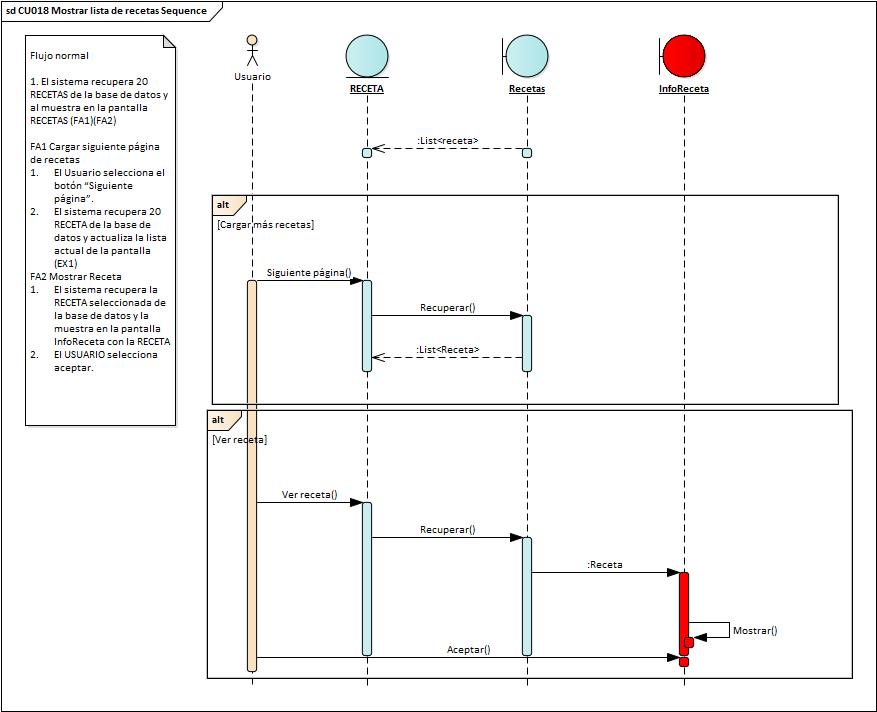 sd CU018 Mostrar lista de recetas Sequence
Flujo normal
1. El sistema recupera 20
RECETAS de la base de datos y
al muestra en la pantalla
RECETAS (FA1)(FA2)
FA1 Cargar siguiente página
de recetas
1. El Usuario selecciona el
botón “Siguiente
página”.
2. El sistema recupera 20
RECETA de la base de
datos y actualiza la lista
actual de la pantalla
(EX1)
FA2 Mostrar Receta
1. El sistema recupera la
RECETA seleccionada de
la base de datos y la
muestra en la pantalla
InfoReceta con la RECETA
2. El USUARIO selecciona
aceptar.
Usuario
RECETA
Recetas
InfoReceta
:List<receta>
alt
[Cargar más recetas]
Siguiente página()
Recuperar()
:List<Receta>
alt
[Ver receta]
Ver receta()
Recuperar()
:Receta
Mostrar()
Aceptar()